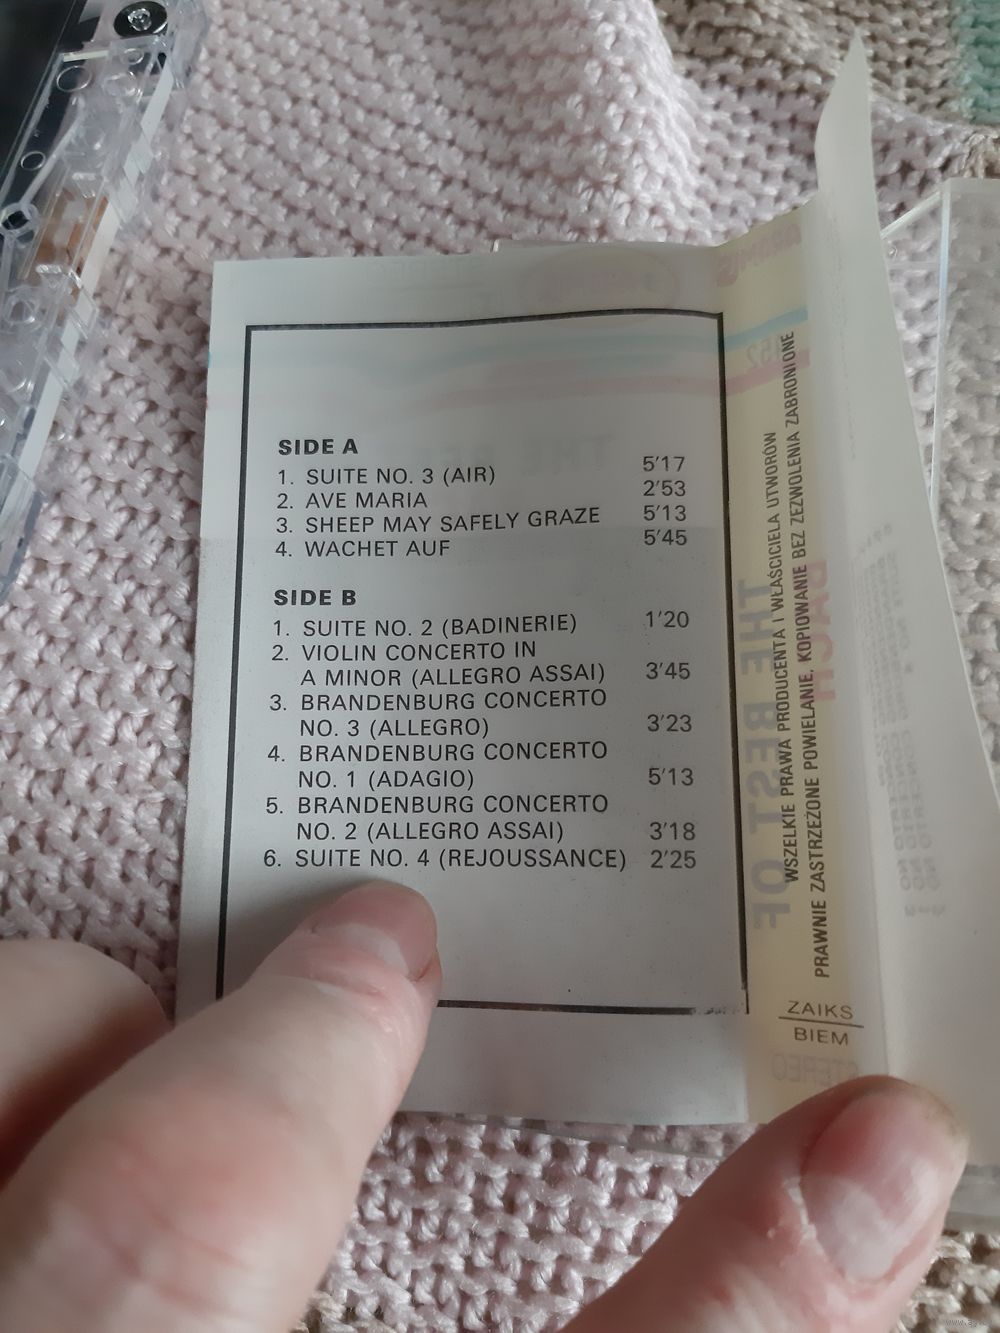 SIDE A
1. SUITE NO. 3 (AIR) 5'17
2. AVE MARIA 2'53
3. SHEEP MAY SAFELY GRAZE 5'13
4. WACHET AUF 5'45
SIDE B
1. SUITE NO. 2 (BADINERIE) 1'20
2. VIOLIN CONCERTO IN
A MINOR (ALLEGRO ASSAI) 3'45
3. BRANDENBURG CONCERTO
NO. 3 (ALLEGRO) 3'23
4. BRANDENBURG CONCERTO
NO. 1 (ADAGIO) 5'13
5. BRANDENBURG CONCERTO
NO. 2 (ALLEGRO ASSAI) 3'18
6. SUITE NO. 4 (REJOUSSANCE) 2'25
WSZELKIE PRAWA PRODUCENTA I WŁAŚCICIELA UTWORÓW
PRAWNIE ZASTRZEŻONE POWIELANIE, KOPIOWANIE BEZ ZEZWOLENIA ZABRONIONE
ZAIKS
BIEM
THE BEST OF
BACH
STEREO
152